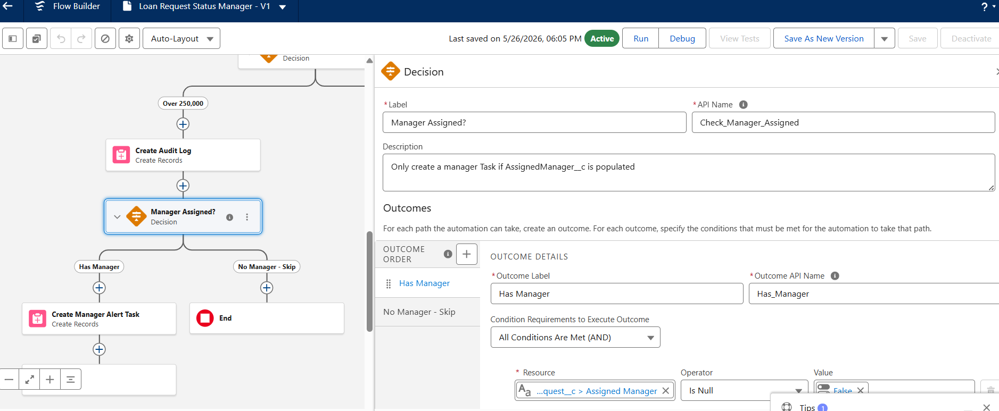 Flow Builder
Loan Request Status Manager - V1
?
Auto-Layout
Last saved on 5/26/2026, 06:05 PM
Active
Run
Debug
View Tests
Save As New Version
Save
Deactivate
Decision
Over 250,000
Create Audit Log
Create Records
Manager Assigned?
Decision
Has Manager
No Manager - Skip
Create Manager Alert Task
Create Records
End
Decision
* Label
Manager Assigned?
* API Name
Check_Manager_Assigned
Description
Only create a manager Task if AssignedManager__c is populated
Outcomes
For each path the automation can take, create an outcome. For each outcome, specify the conditions that must be met for the automation to take that path.
OUTCOME
ORDER
Has Manager
No Manager - Skip
OUTCOME DETAILS
* Outcome Label
Has Manager
* Outcome API Name
Has_Manager
Condition Requirements to Execute Outcome
All Conditions Are Met (AND)
* Resource
Aa ...quest__c > Assigned Manager
Operator
Is Null
Value
False
Tips 1